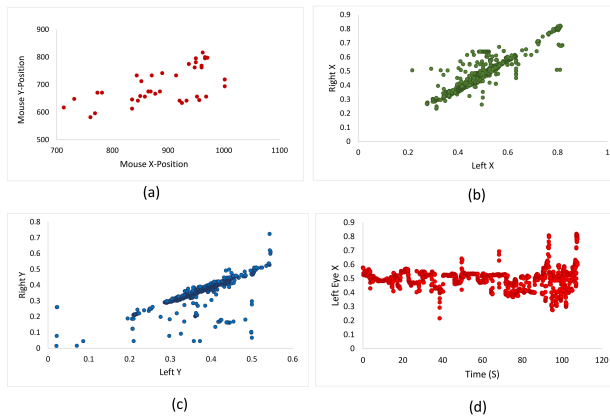 900
800
700
600
500
Mouse Y-Position
700 800 900 1000 1100
Mouse X-Position
(a)
0.9
0.8
0.7
0.6
0.5
0.4
0.3
0.2
0.1
0
Right X
0 0.2 0.4 0.6 0.8 1
Left X
(b)
0.8
0.7
0.6
0.5
0.4
0.3
0.2
0.1
0
Right Y
0 0.1 0.2 0.3 0.4 0.5 0.6
Left Y
(c)
0.9
0.8
0.7
0.6
0.5
0.4
0.3
0.2
0.1
0
Left Eye X
0 20 40 60 80 100 120
Time (S)
(d)